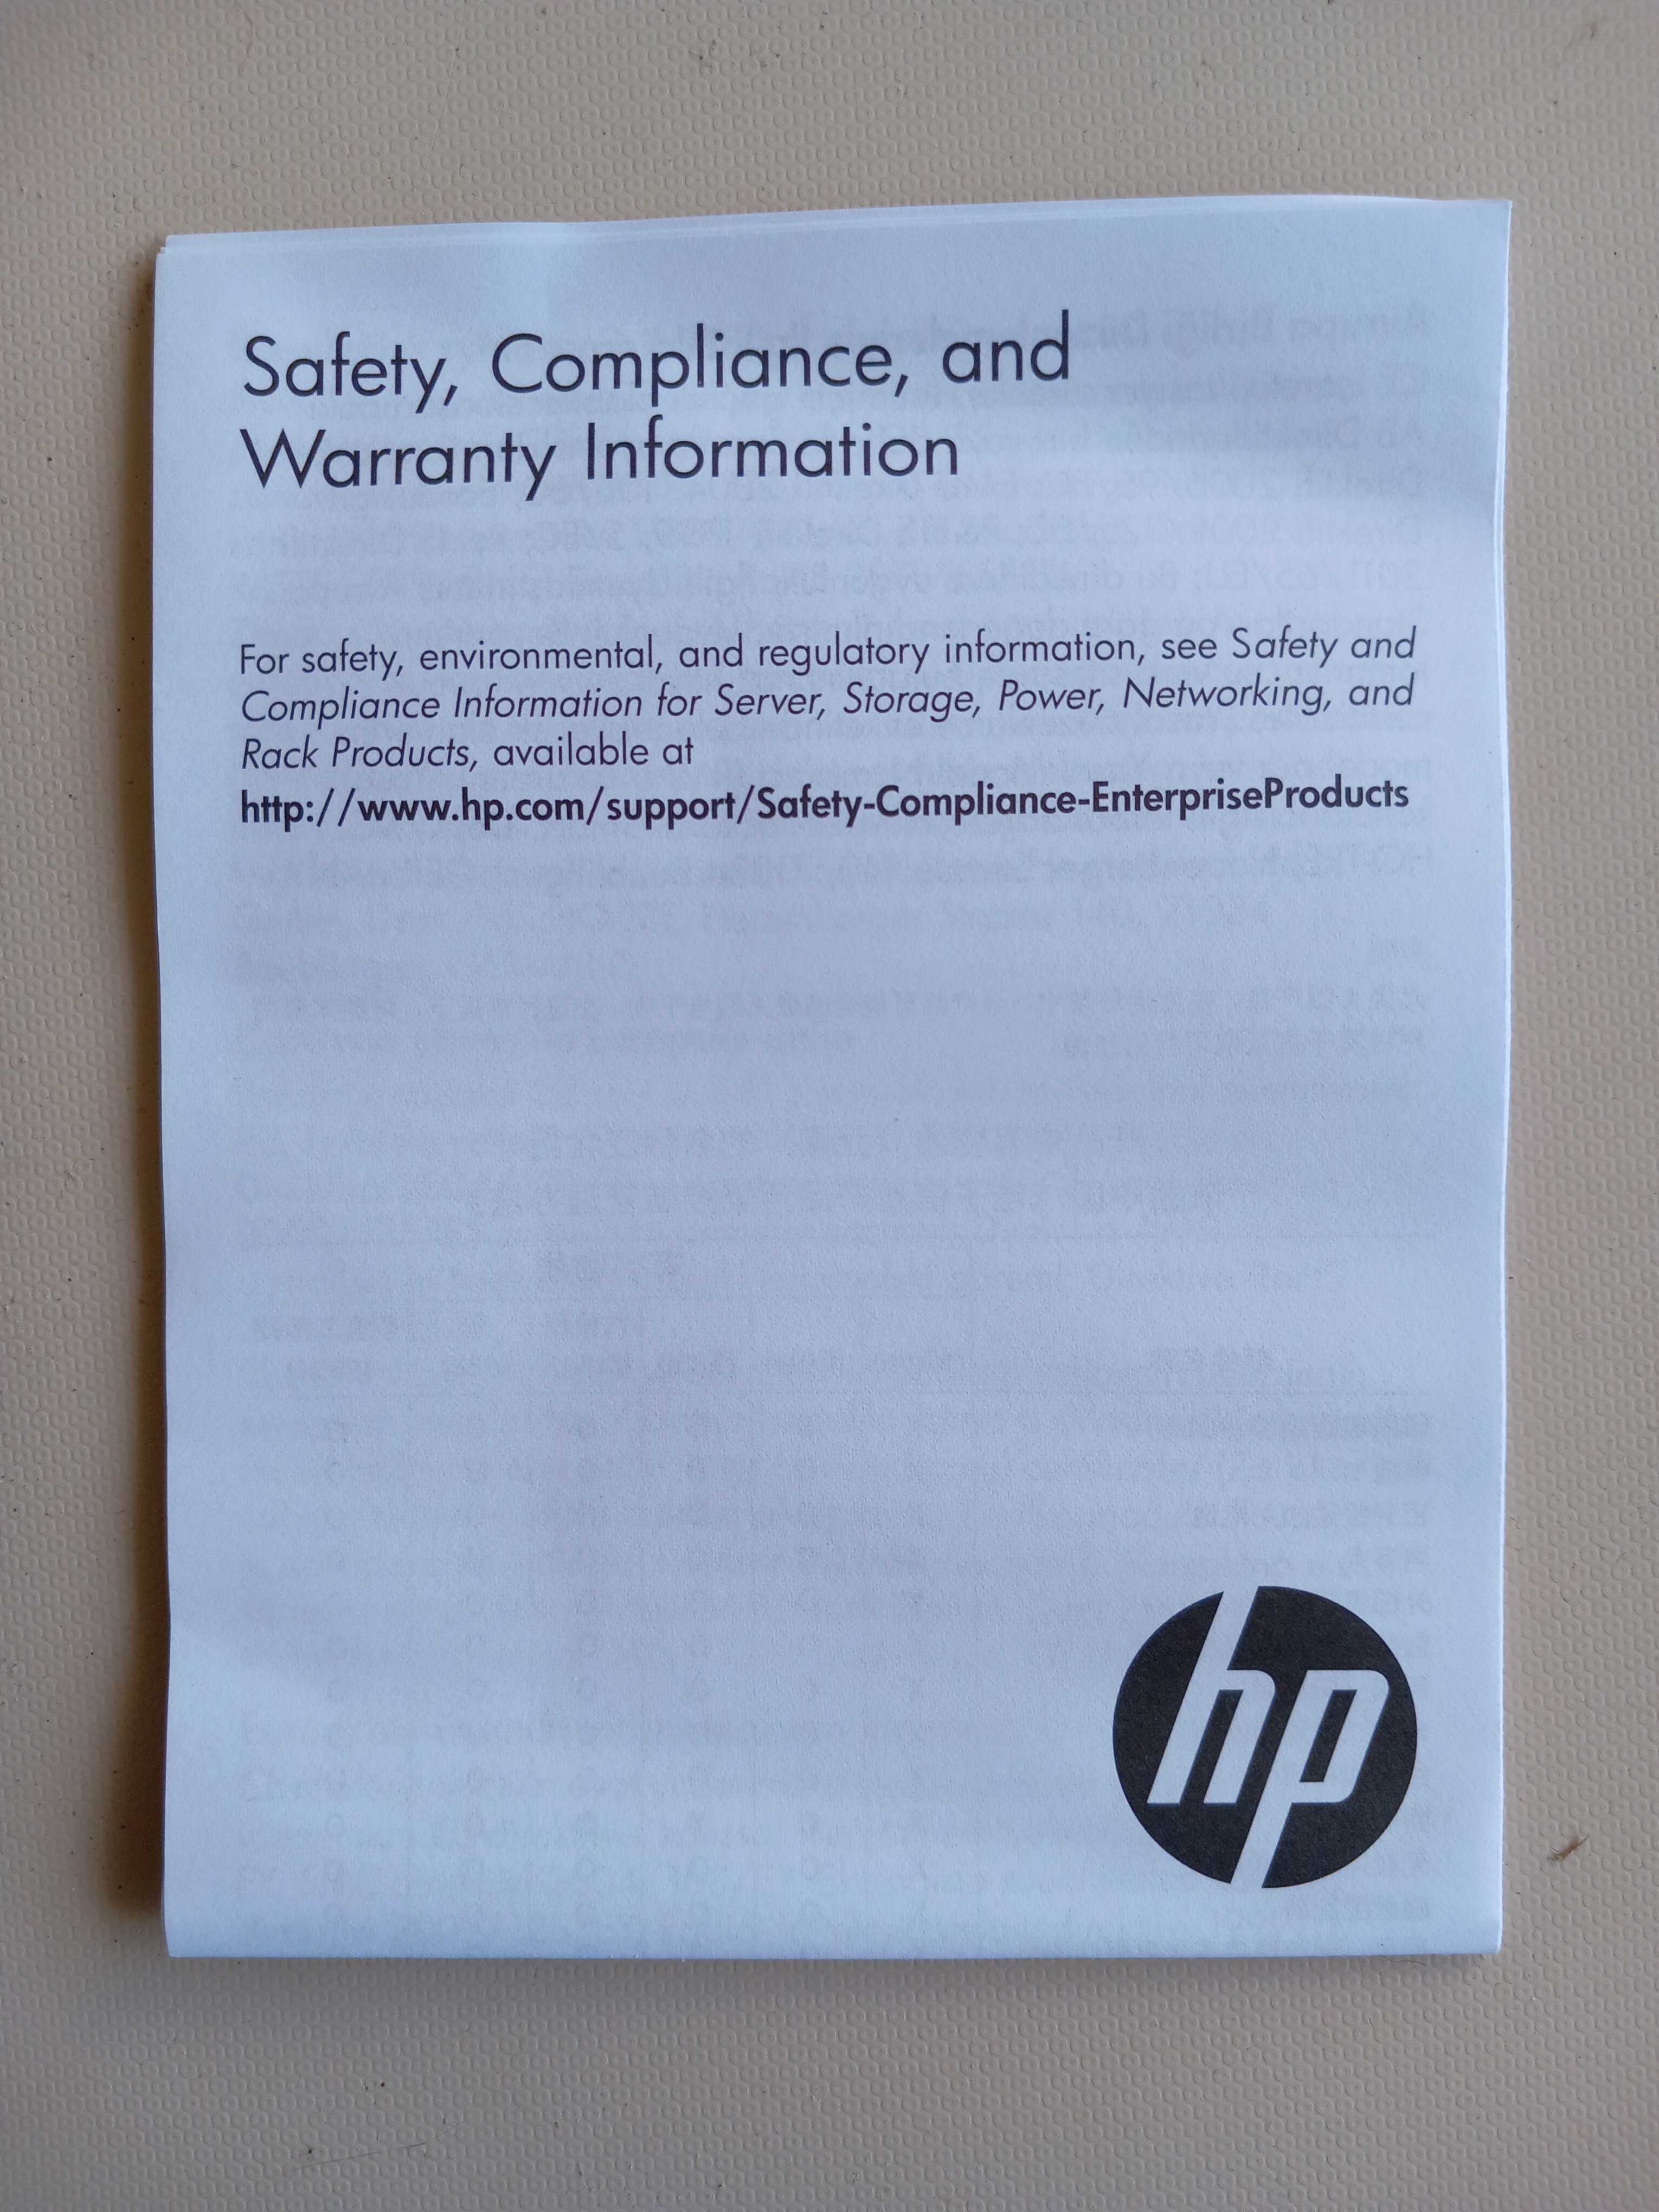 Safety, Compliance, and
Warranty Information
For safety, environmental, and regulatory information, see Safety and
Compliance Information for Server, Storage, Power, Networking, and
Rack Products, available at
http://www.hp.com/support/Safety-Compliance-EnterpriseProducts
hp